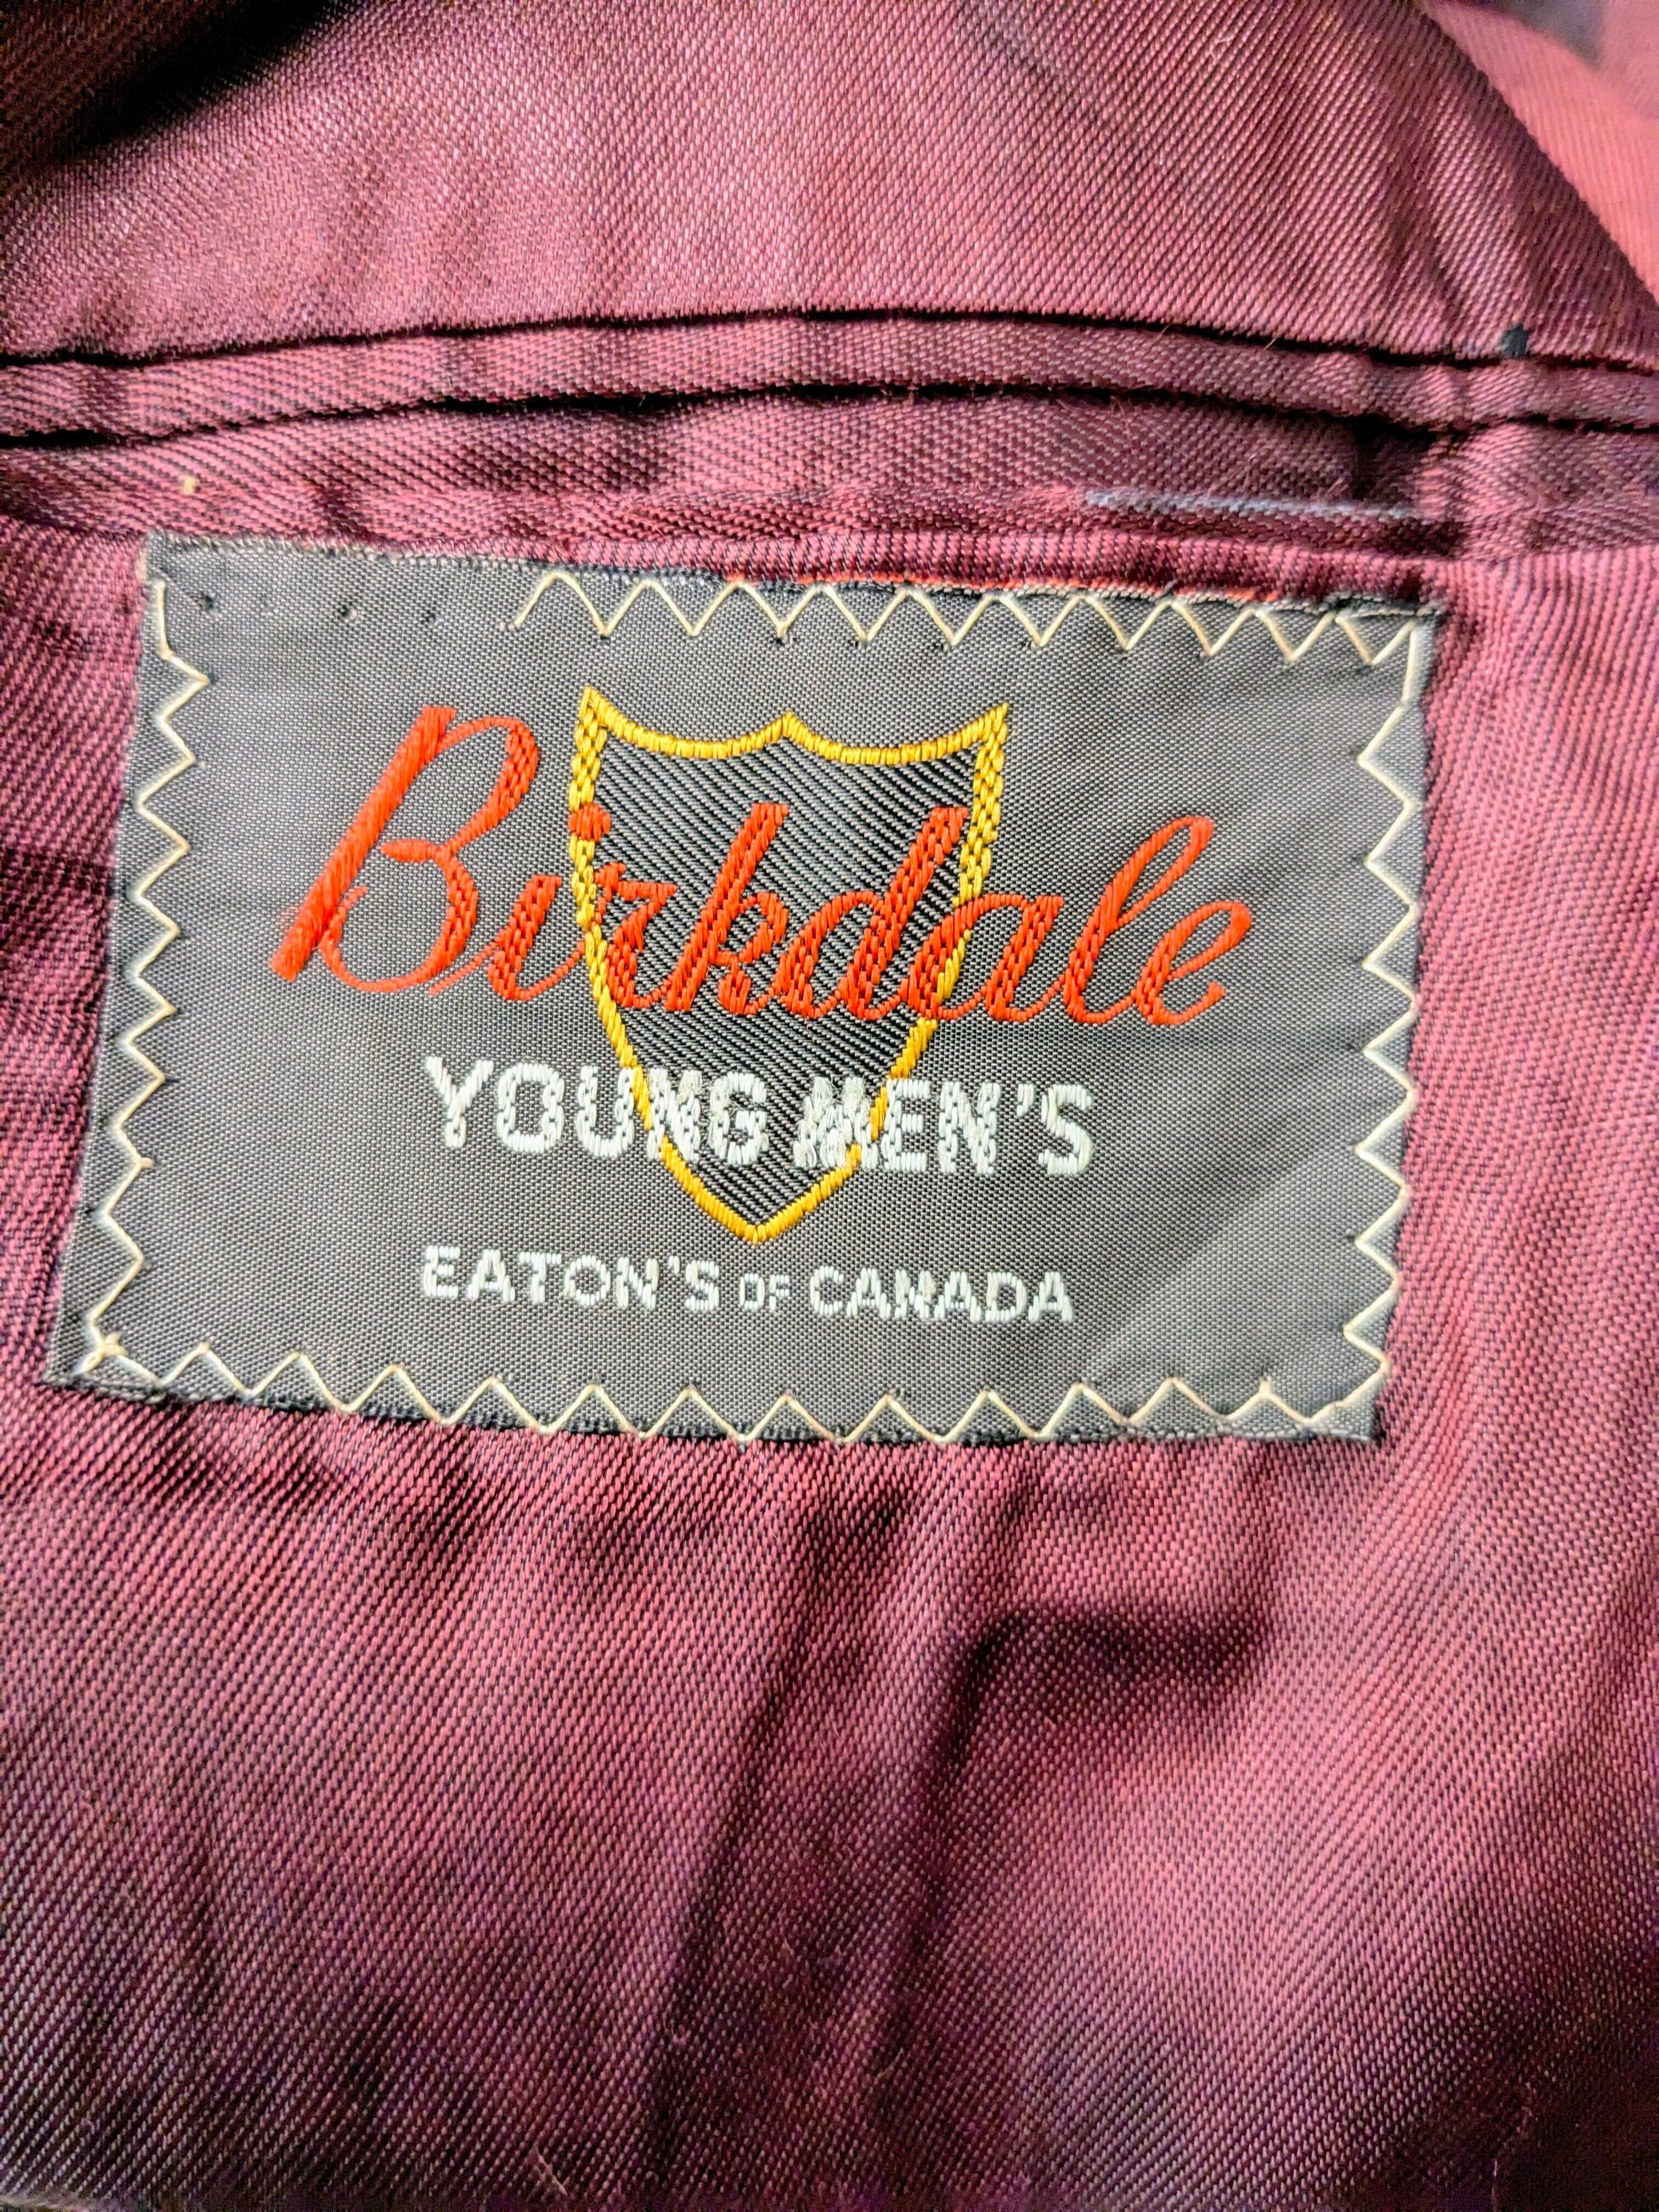 Birkdale
YOUNG MEN'S
EATON'S OF CANADA